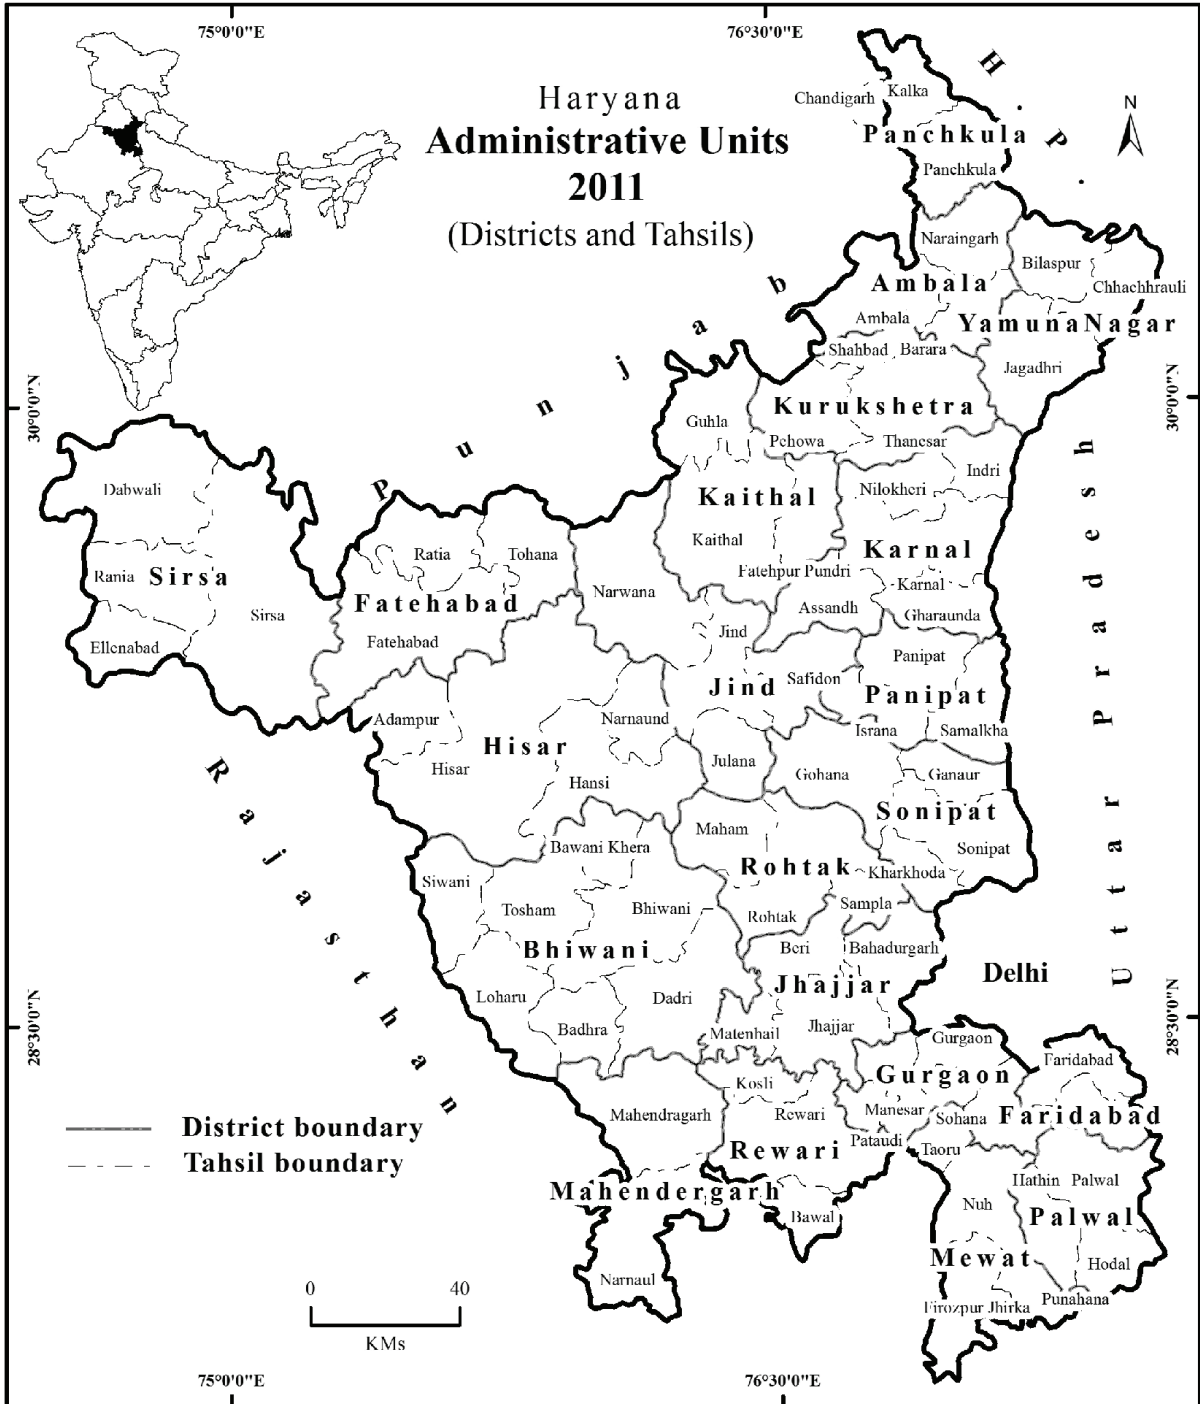 75°0'0"E
76°30'0"E
Haryana
Administrative Units
2011
(Districts and Tahsils)
N
H. P.
Punjab
Rajasthan
Uttar Pradesh
Delhi
30°0'0"N
30°0'0"N
28°30'0"N
28°30'0"N
Chandigarh
Kalka
Panchkula
Panchkula
Naraingarh
Bilaspur
Ambala
Chhachhrauli
Ambala
YamunaNagar
Shahbad
Barara
Jagadhri
Kurukshetra
Guhla
Pehowa
Thanesar
Indri
Nilokheri
Kaithal
Kaithal
Karnal
Fatehpur Pundri
Karnal
Assandh
Gharaunda
Dabwali
Rania
Sirsa
Sirsa
Ellenabad
Ratia
Tohana
Fatehabad
Fatehabad
Narwana
Jind
Jind
Safidon
Panipat
Panipat
Israna
Samalkha
Adampur
Narnaund
Hisar
Hisar
Hansi
Julana
Gohana
Ganaur
Sonipat
Sonipat
Maham
Rohtak
Kharkhoda
Bawani Khera
Siwani
Tosham
Bhiwani
Bhiwani
Rohtak
Sampla
Beri
Bahadurgarh
Jhajjar
Loharu
Dadri
Badhra
Matenhail
Jhajjar
Gurgaon
Faridabad
Kosli
Gurgaon
Mahendragarh
Rewari
Manesar
Sohana
Faridabad
Rewari
Pataudi
Taoru
Mahendergarh
Bawal
Hathin
Palwal
Nuh
Palwal
Mewat
Hodal
Narnaul
Firozpur Jhirka
Punahana
District boundary
Tahsil boundary
0 40
KMs
75°0'0"E
76°30'0"E